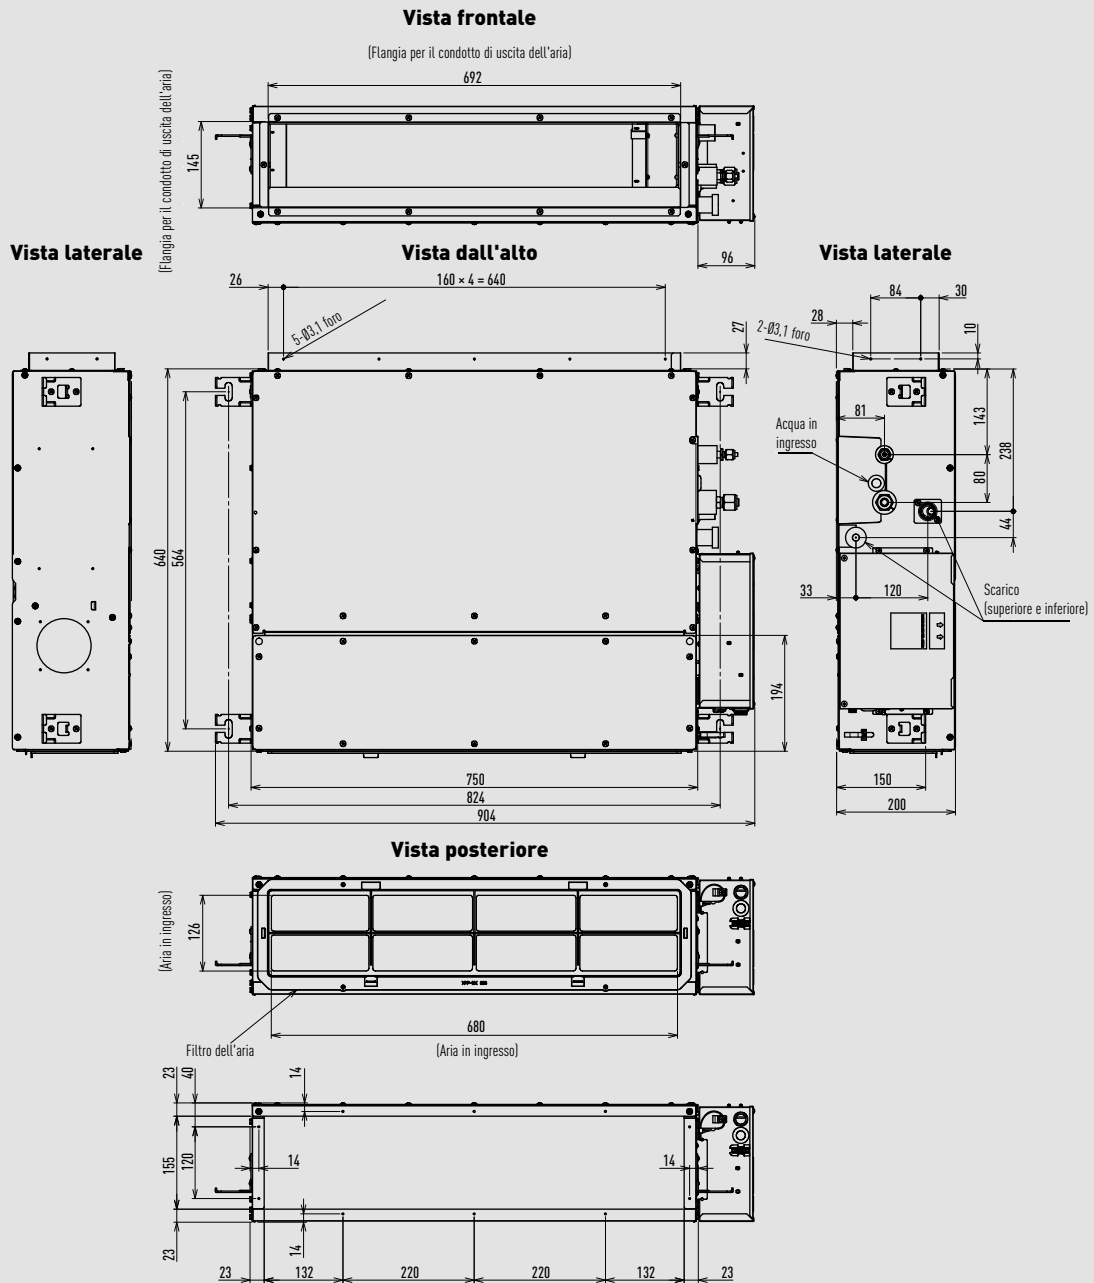 Vista frontale
(Flangia per il condotto di uscita dell'aria)
692
(Flangia per il condotto di uscita dell'aria)
145
96
Vista laterale
Vista dall'alto
Vista laterale
26
160 × 4 = 640
5-Ø3,1 foro
27
640
564
194
750
824
904
84
30
28
2-Ø3,1 foro
10
81
143
238
Acqua in
ingresso
80
44
33
120
Scarico
(superiore e inferiore)
150
200
Vista posteriore
(Aria in ingresso)
126
680
Filtro dell'aria
(Aria in ingresso)
23
40
14
155
120
14
14
23
14
23
132
220
220
132
23